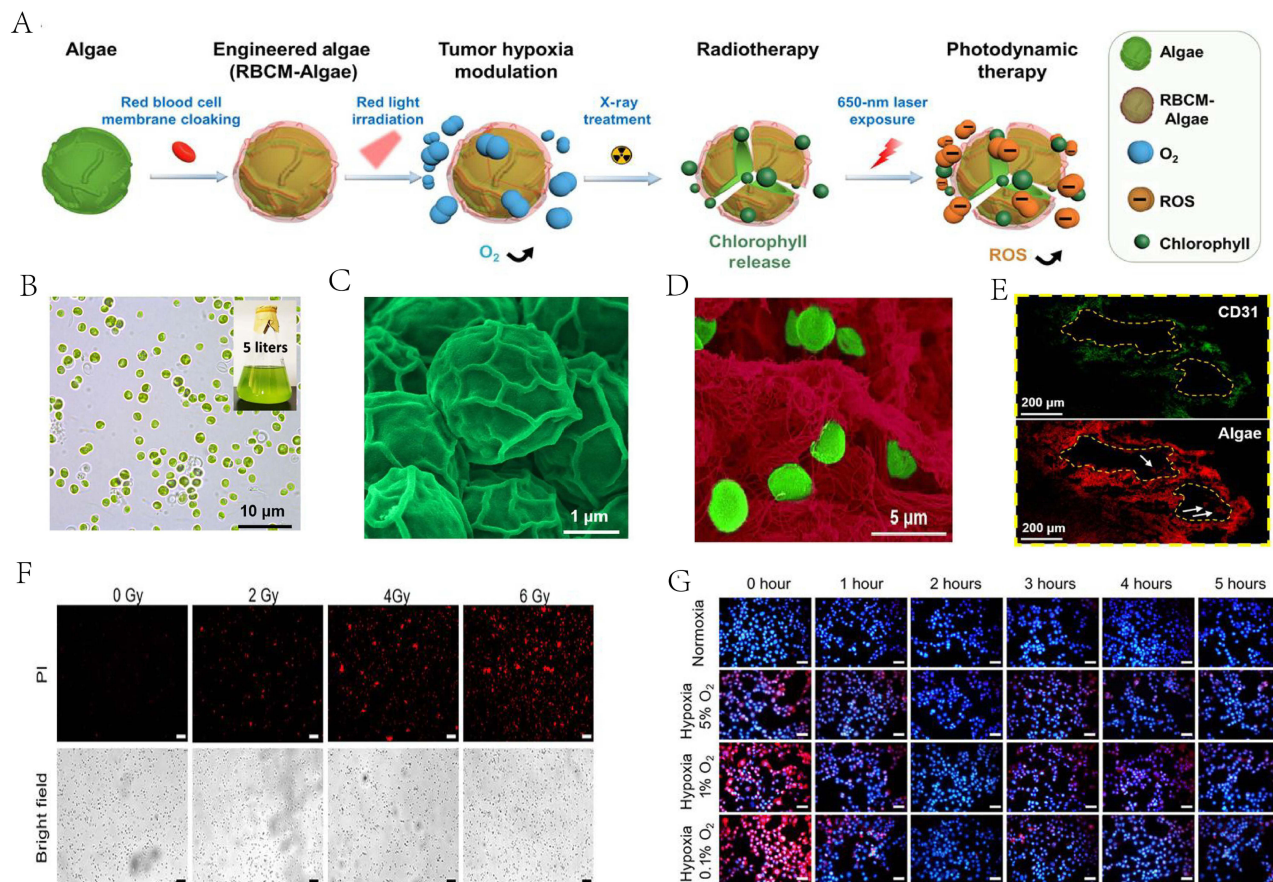 A
Algae
Engineered algae
(RBCM-Algae)
Tumor hypoxia
modulation
Radiotherapy
Photodynamic
therapy
Red blood cell
membrane cloaking
Red light
irradiation
X-ray
treatment
650-nm laser
exposure
O₂
Chlorophyll
release
ROS
Algae
RBCM-
Algae
O₂
ROS
Chlorophyll
B
5 liters
10 μm
C
1 μm
D
5 μm
E
CD31
200 μm
Algae
200 μm
F
0 Gy
2 Gy
4Gy
6 Gy
PI
Bright field
G
0 hour
1 hour
2 hours
3 hours
4 hours
5 hours
Normoxia
Hypoxia
5% O₂
Hypoxia
1% O₂
Hypoxia
0.1% O₂